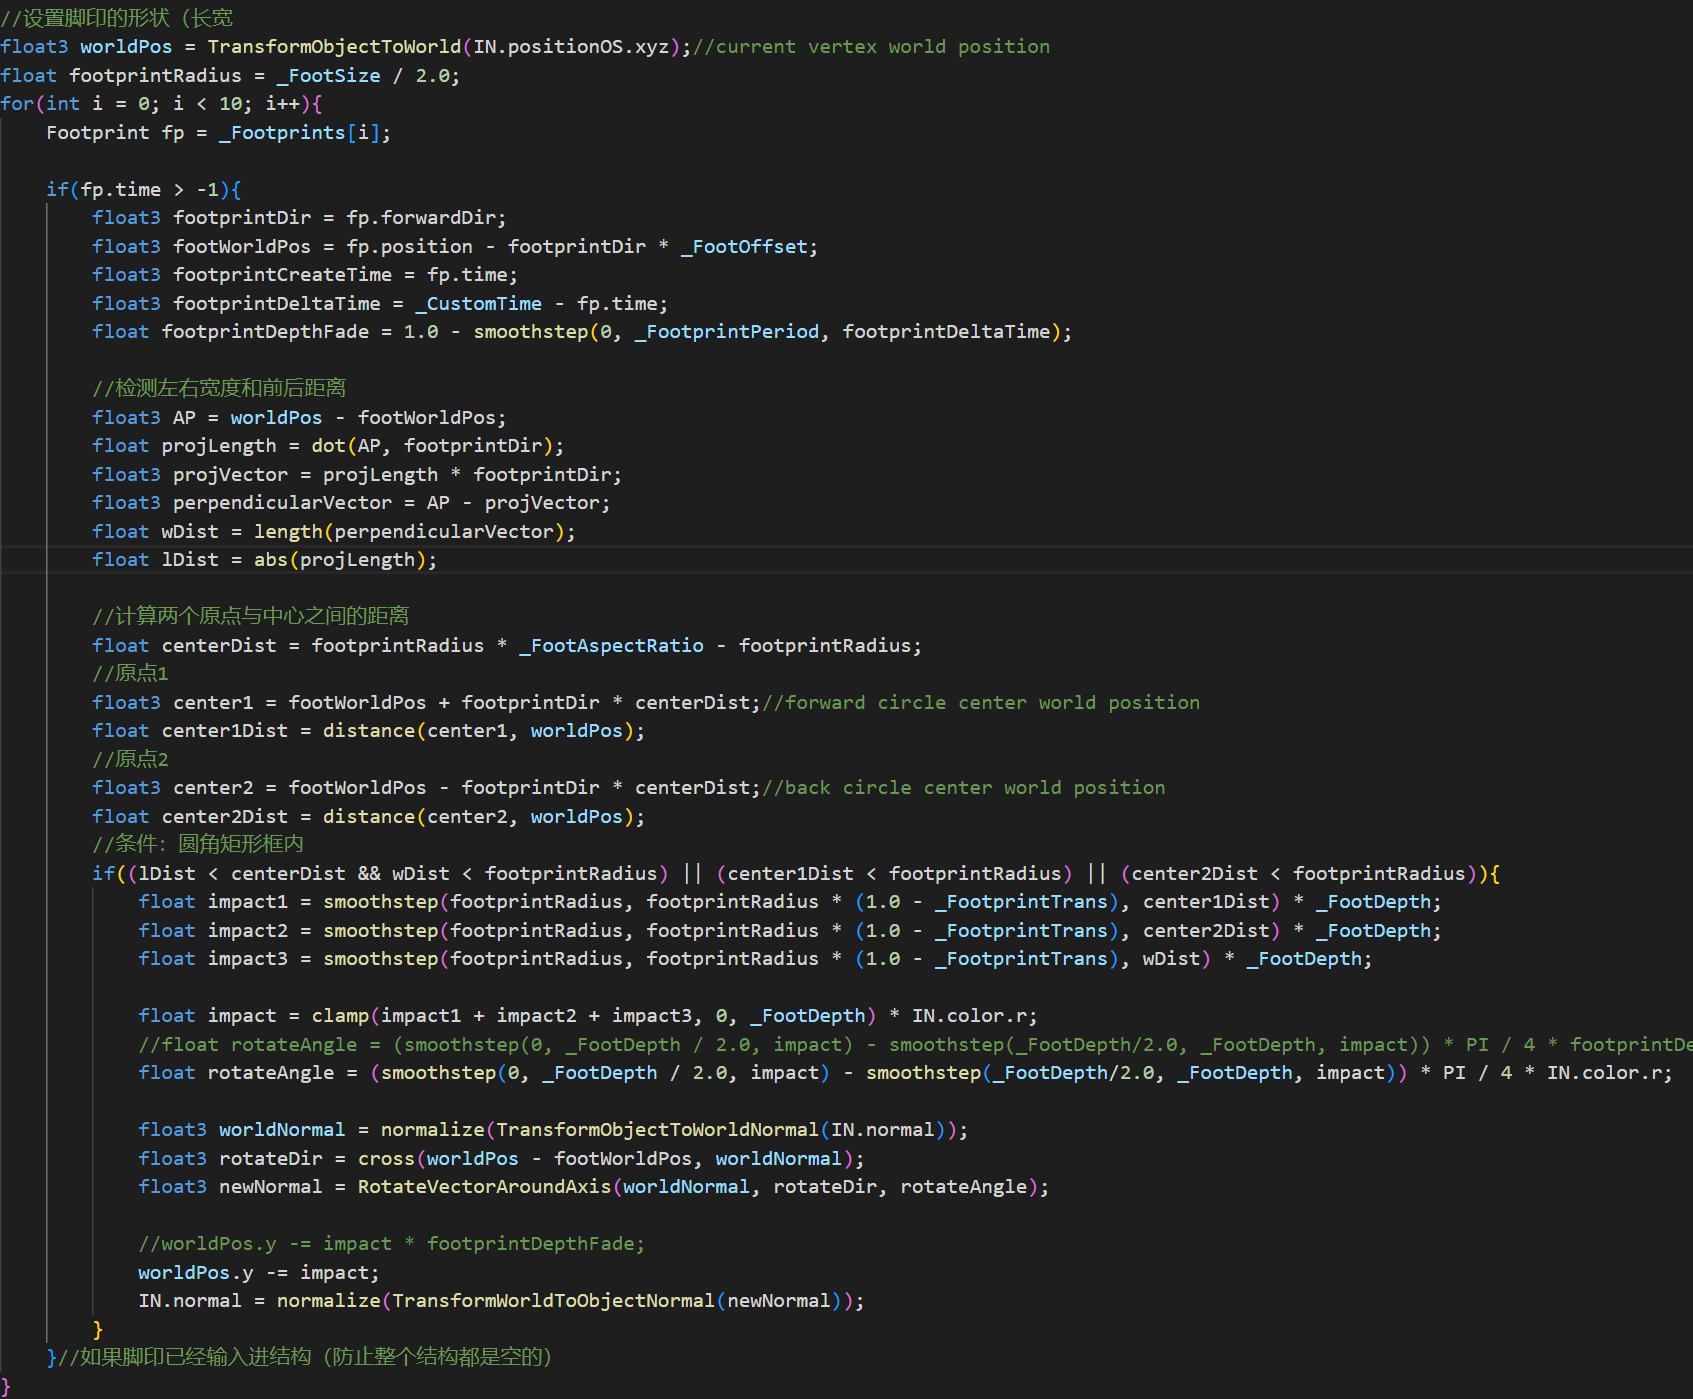 //设置脚印的形状（长宽
float3 worldPos = TransformObjectToWorld(IN.positionOS.xyz);//current vertex world position
float footprintRadius = _FootSize / 2.0;
for(int i = 0; i < 10; i++){
    Footprint fp = _Footprints[i];

    if(fp.time > -1){
        float3 footprintDir = fp.forwardDir;
        float3 footWorldPos = fp.position - footprintDir * _FootOffset;
        float3 footprintCreateTime = fp.time;
        float3 footprintDeltaTime = _CustomTime - fp.time;
        float footprintDepthFade = 1.0 - smoothstep(0, _FootprintPeriod, footprintDeltaTime);

        //检测左右宽度和前后距离
        float3 AP = worldPos - footWorldPos;
        float projLength = dot(AP, footprintDir);
        float3 projVector = projLength * footprintDir;
        float3 perpendicularVector = AP - projVector;
        float wDist = length(perpendicularVector);
        float lDist = abs(projLength);

        //计算两个原点与中心之间的距离
        float centerDist = footprintRadius * _FootAspectRatio - footprintRadius;
        //原点1
        float3 center1 = footWorldPos + footprintDir * centerDist;//forward circle center world position
        float center1Dist = distance(center1, worldPos);
        //原点2
        float3 center2 = footWorldPos - footprintDir * centerDist;//back circle center world position
        float center2Dist = distance(center2, worldPos);
        //条件：圆角矩形框内
        if((lDist < centerDist && wDist < footprintRadius) || (center1Dist < footprintRadius) || (center2Dist < footprintRadius)){
            float impact1 = smoothstep(footprintRadius, footprintRadius * (1.0 - _FootprintTrans), center1Dist) * _FootDepth;
            float impact2 = smoothstep(footprintRadius, footprintRadius * (1.0 - _FootprintTrans), center2Dist) * _FootDepth;
            float impact3 = smoothstep(footprintRadius, footprintRadius * (1.0 - _FootprintTrans), wDist) * _FootDepth;

            float impact = clamp(impact1 + impact2 + impact3, 0, _FootDepth) * IN.color.r;
            //float rotateAngle = (smoothstep(0, _FootDepth / 2.0, impact) - smoothstep(_FootDepth/2.0, _FootDepth, impact)) * PI / 4 * footprintDe
            float rotateAngle = (smoothstep(0, _FootDepth / 2.0, impact) - smoothstep(_FootDepth/2.0, _FootDepth, impact)) * PI / 4 * IN.color.r;

            float3 worldNormal = normalize(TransformObjectToWorldNormal(IN.normal));
            float3 rotateDir = cross(worldPos - footWorldPos, worldNormal);
            float3 newNormal = RotateVectorAroundAxis(worldNormal, rotateDir, rotateAngle);

            //worldPos.y -= impact * footprintDepthFade;
            worldPos.y -= impact;
            IN.normal = normalize(TransformWorldToObjectNormal(newNormal));
        }
    }//如果脚印已经输入进结构（防止整个结构都是空的）
}